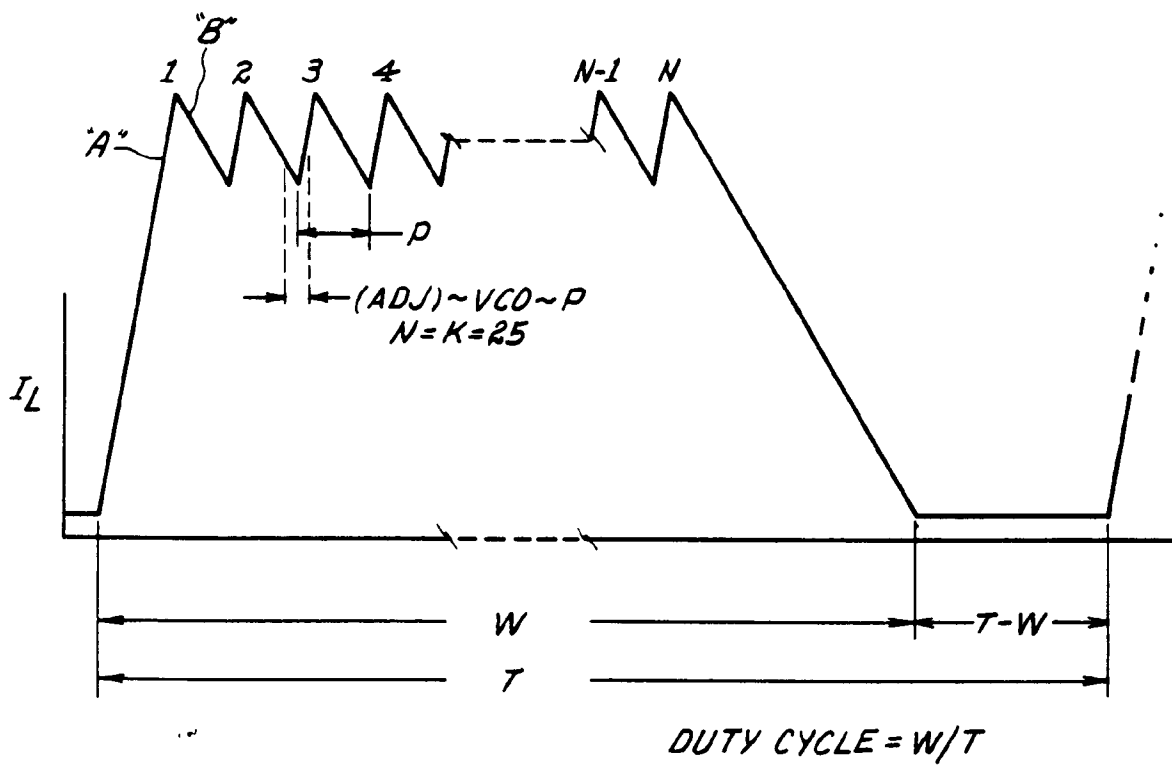 "B"
1 2 3 4 N-1 N
"A"
P
(ADJ)~VCO~P
N=K=25
I_L
W T-W
T
DUTY CYCLE = W/T